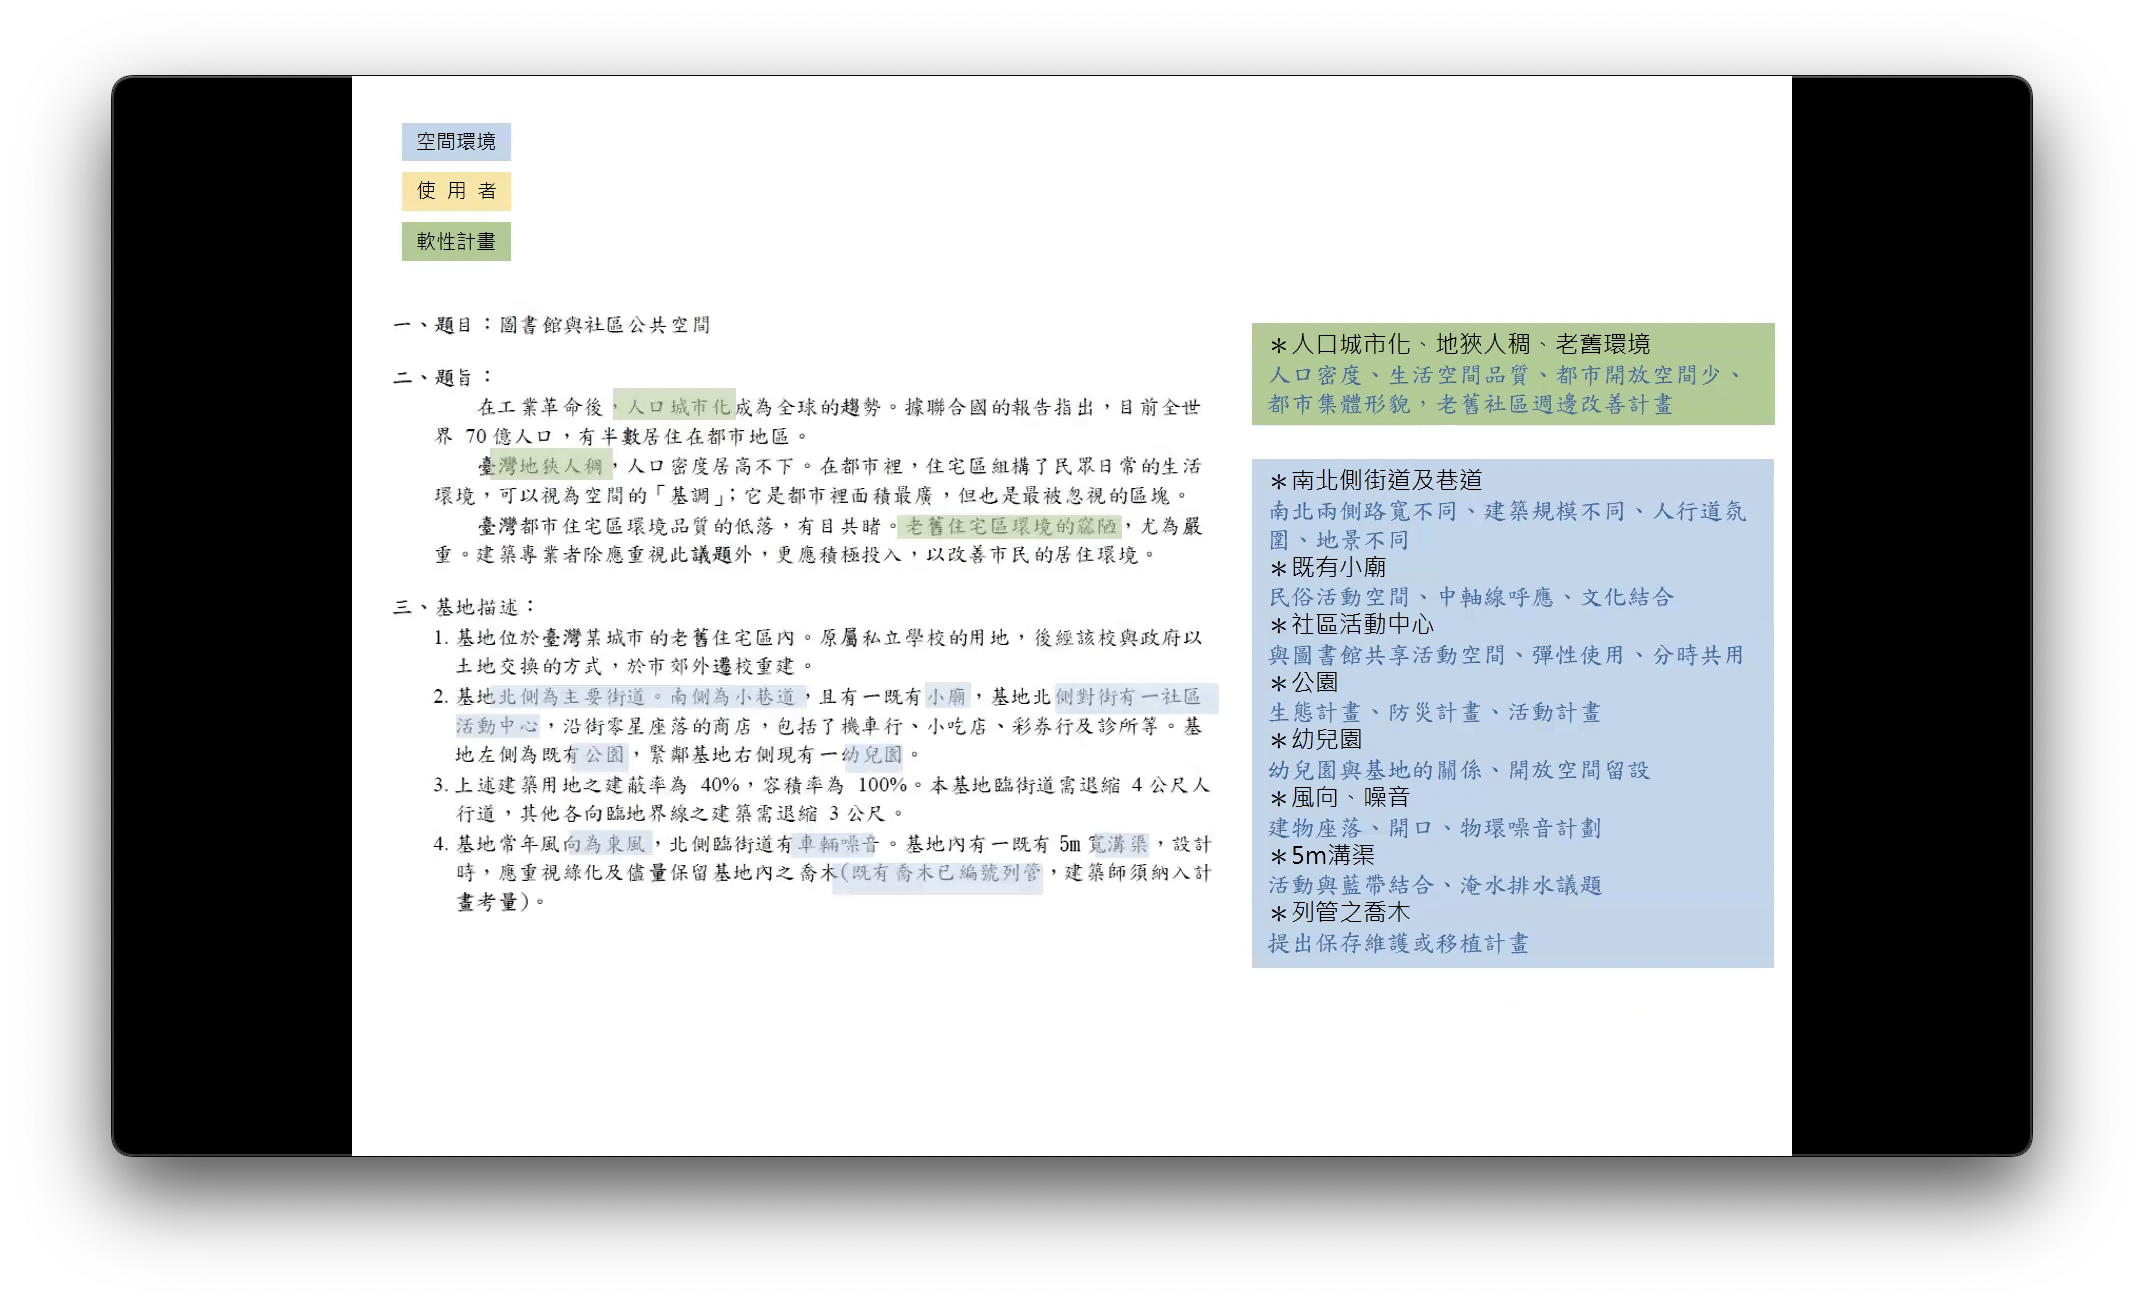 空間環境
使 用 者
軟性計畫
一、題目：圖書館與社區公共空間
二、題旨：
在工業革命後，人口城市化成為全球的趨勢。據聯合國的報告指出，目前全世
界 70 億人口，有半數居住在都市地區。
臺灣地狹人稠，人口密度居高不下。在都市裡，住宅區組構了民眾日常的生活
環境，可以視為空間的「基調」；它是都市裡面積最廣，但也是最被忽視的區塊。
臺灣都市住宅區環境品質的低落，有目共睹。老舊住宅區環境的窳陋，尤為嚴
重。建築專業者除應重視此議題外，更應積極投入，以改善市民的居住環境。
三、基地描述：
1. 基地位於臺灣某城市的老舊住宅區內。原屬私立學校的用地，後經該校與政府以
土地交換的方式，於市郊外遷校重建。
2. 基地北側為主要街道。南側為小巷道，且有一既有小廟，基地北側對街有一社區
活動中心，沿街零星座落的商店，包括了機車行、小吃店、彩券行及診所等。基
地左側為既有公園，緊鄰基地右側現有一幼兒園。
3. 上述建築用地之建蔽率為 40%，容積率為 100%。本基地臨街道需退縮 4 公尺人
行道，其他各向臨地界線之建築需退縮 3 公尺。
4. 基地常年風向為東風，北側臨街道有車輛噪音。基地內有一既有 5m 寬溝渠，設計
時，應重視綠化及儘量保留基地內之喬木(既有喬木已編號列管，建築師須納入計
畫考量)。
＊人口城市化、地狹人稠、老舊環境
人口密度、生活空間品質、都市開放空間少、
都市集體形貌，老舊社區週邊改善計畫
＊南北側街道及巷道
南北兩側路寬不同、建築規模不同、人行道氛
圍、地景不同
＊既有小廟
民俗活動空間、中軸線呼應、文化結合
＊社區活動中心
與圖書館共享活動空間、彈性使用、分時共用
＊公園
生態計畫、防災計畫、活動計畫
＊幼兒園
幼兒園與基地的關係、開放空間留設
＊風向、噪音
建物座落、開口、物環噪音計劃
＊5m溝渠
活動與藍帶結合、淹水排水議題
＊列管之喬木
提出保存維護或移植計畫